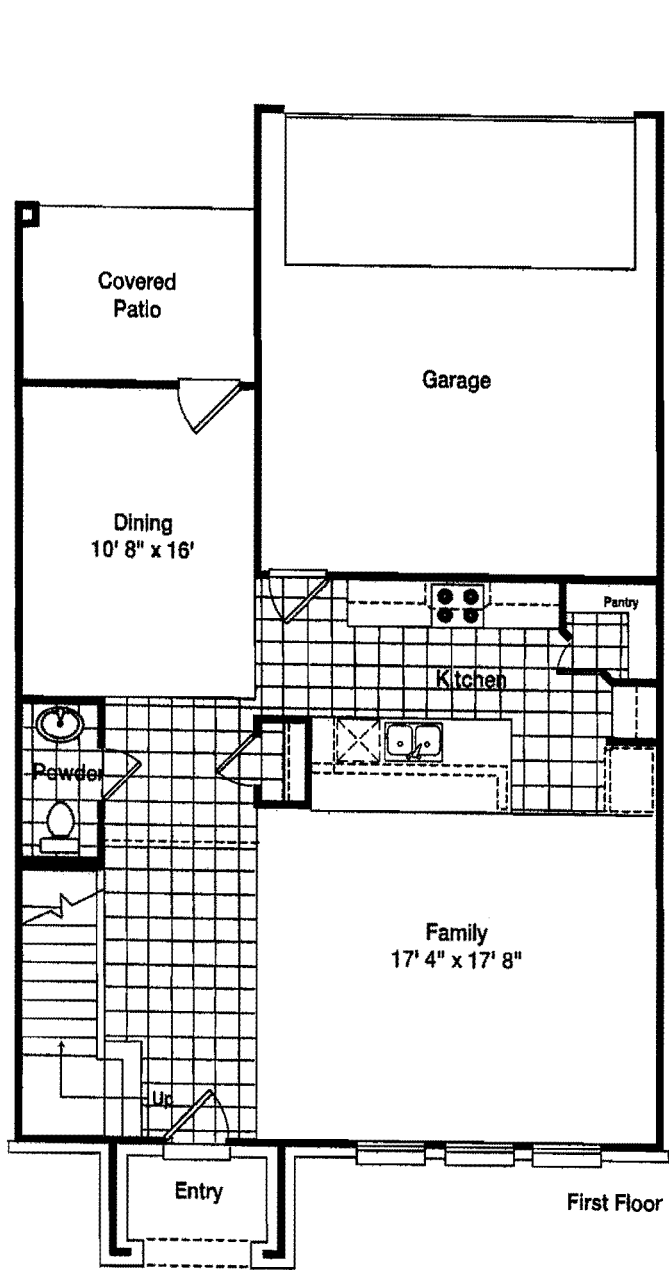 Covered
Patio
Garage
Dining
10' 8" x 16'
Pantry
Kitchen
Powder
Family
17' 4" x 17' 8"
Up
Entry
First Floor